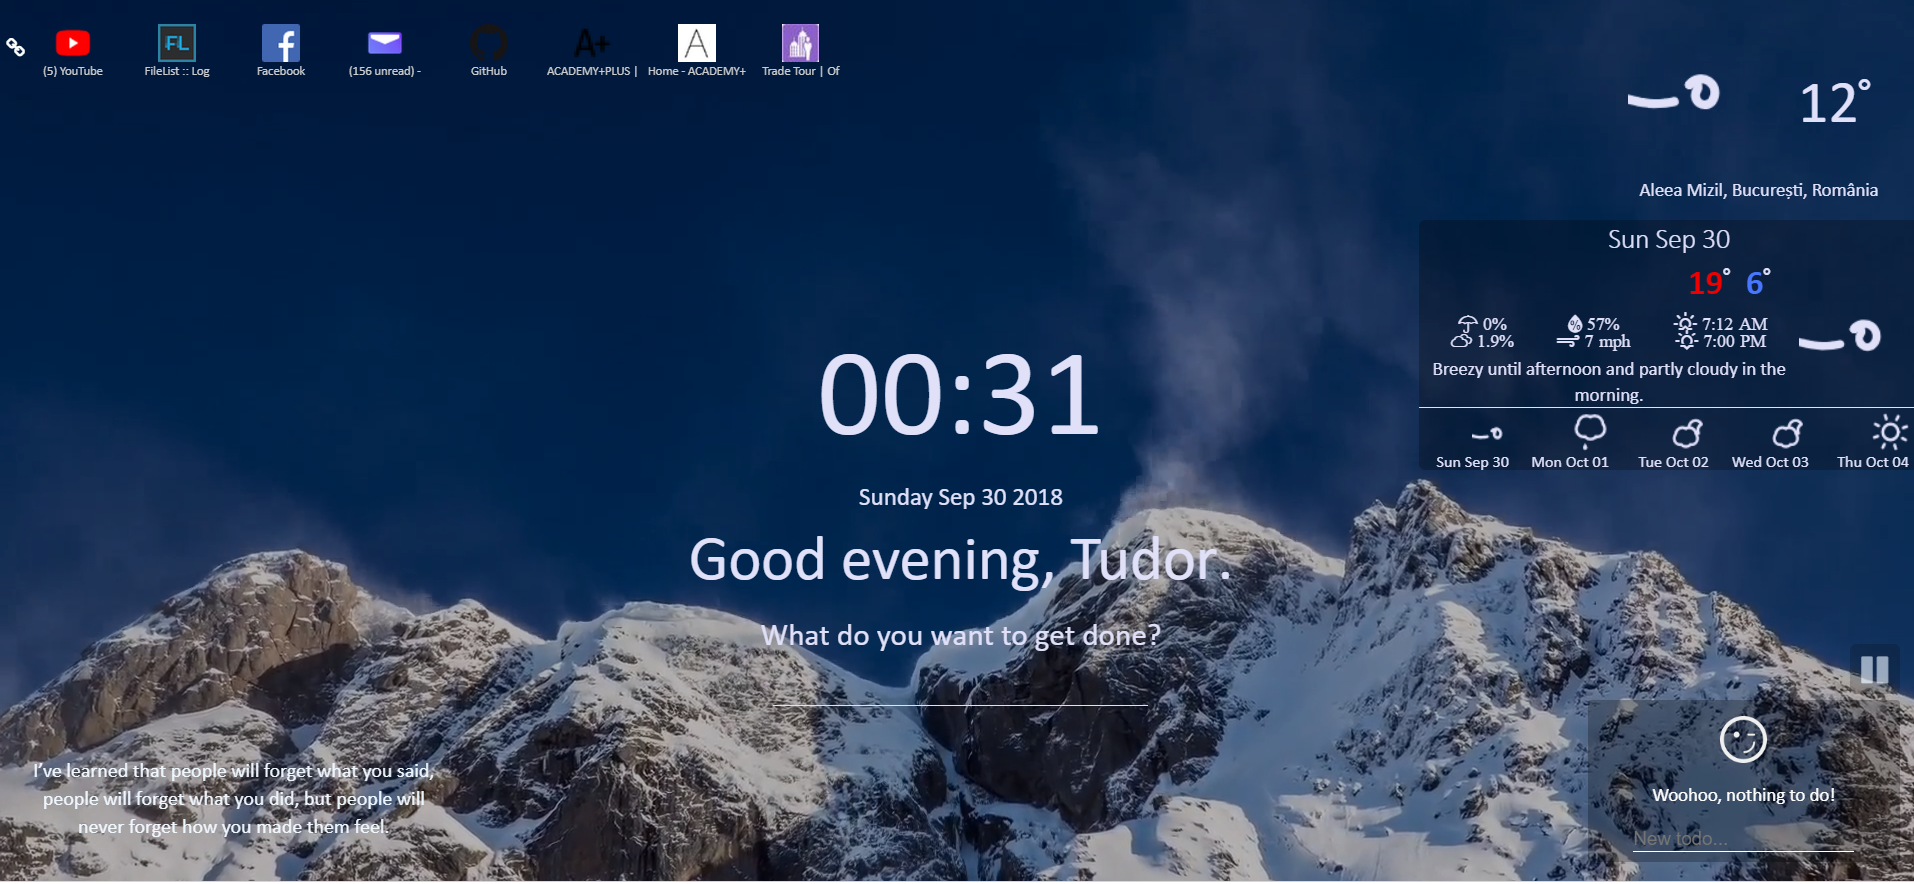 FL
A+
A
(5) YouTube
FileList :: Log
Facebook
(156 unread) -
GitHub
ACADEMY+PLUS |
Home - ACADEMY+
Trade Tour | Of
12°
Aleea Mizil, București, România
Sun Sep 30
19° 6°
0% 57% 7:12 AM
1.9% 7 mph 7:00 PM
Breezy until afternoon and partly cloudy in the
morning.
Sun Sep 30 Mon Oct 01 Tue Oct 02 Wed Oct 03 Thu Oct 04
00:31
Sunday Sep 30 2018
Good evening, Tudor.
What do you want to get done?
I've learned that people will forget what you said,
people will forget what you did, but people will
never forget how you made them feel.
Woohoo, nothing to do!
New todo...